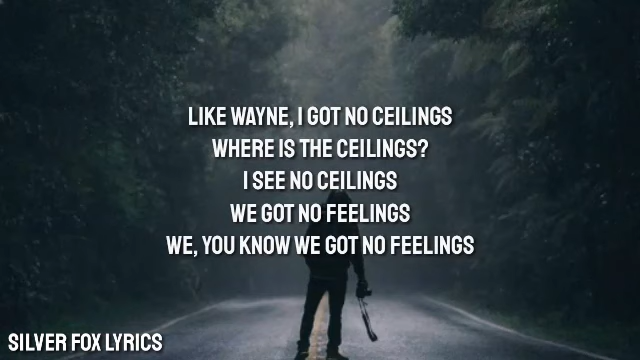 LIKE WAYNE, I GOT NO CEILINGS
WHERE IS THE CEILINGS?
I SEE NO CEILINGS
WE GOT NO FEELINGS
WE, YOU KNOW WE GOT NO FEELINGS
SILVER FOX LYRICS